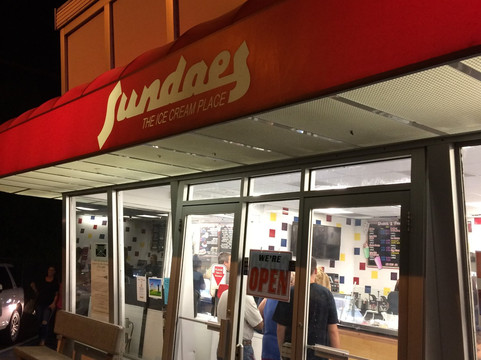 Sundaes
THE ICE CREAM PLACE
WE'RE
OPEN